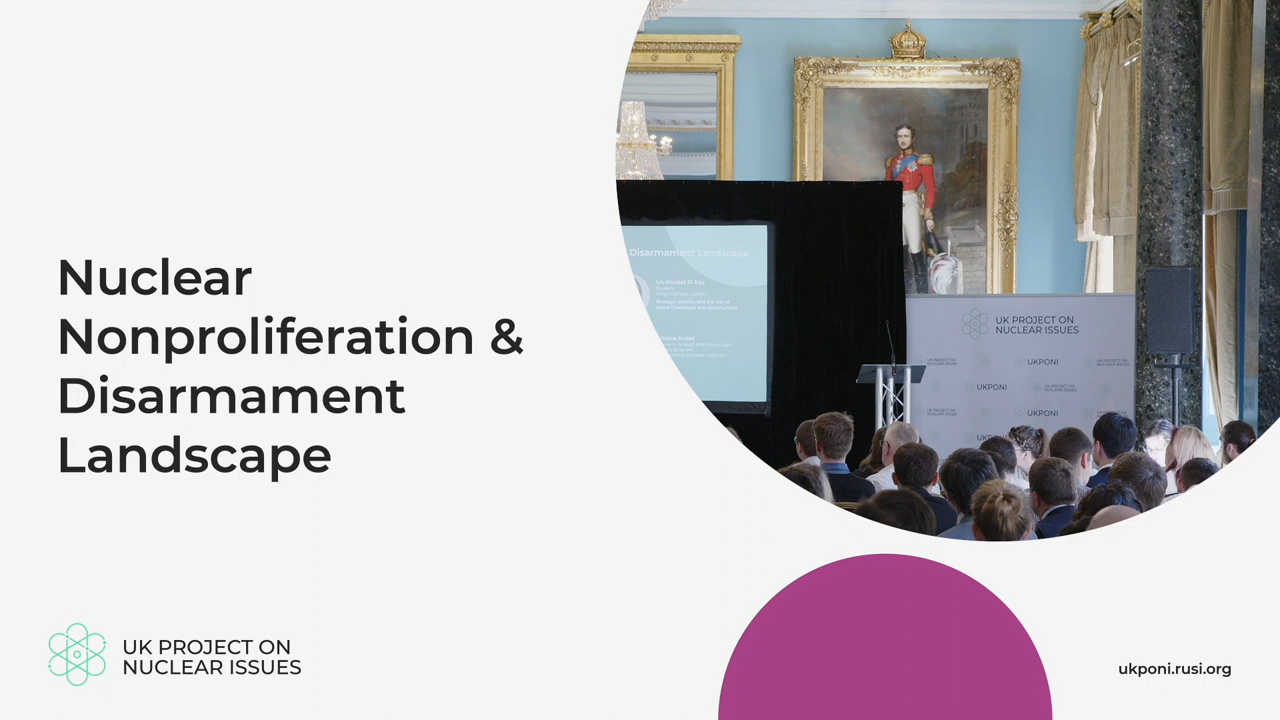 Nuclear
Nonproliferation &
Disarmament
Landscape
UK PROJECT ON
NUCLEAR ISSUES
ukponi.rusi.org
Disarmament Landscape
UK PROJECT ON
NUCLEAR ISSUES
UKPONI
UKPONI
UKPONI